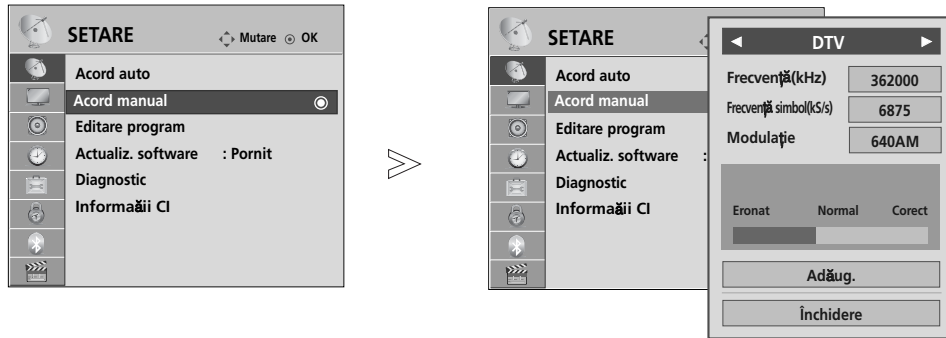 SETARE
Mutare OK
Acord auto
Acord manual
Editare program
Actualiz. software : Pornit
Diagnostic
Informaăii CI
SETARE
Acord auto
Acord manual
Editare program
Actualiz. software :
Diagnostic
Informaăii CI
DTV
Frecvenţă(kHz) 362000
Frecvenţă simbol(kS/s) 6875
Modulaţie 640AM
Eronat Normal Corect
Adăug.
Închidere